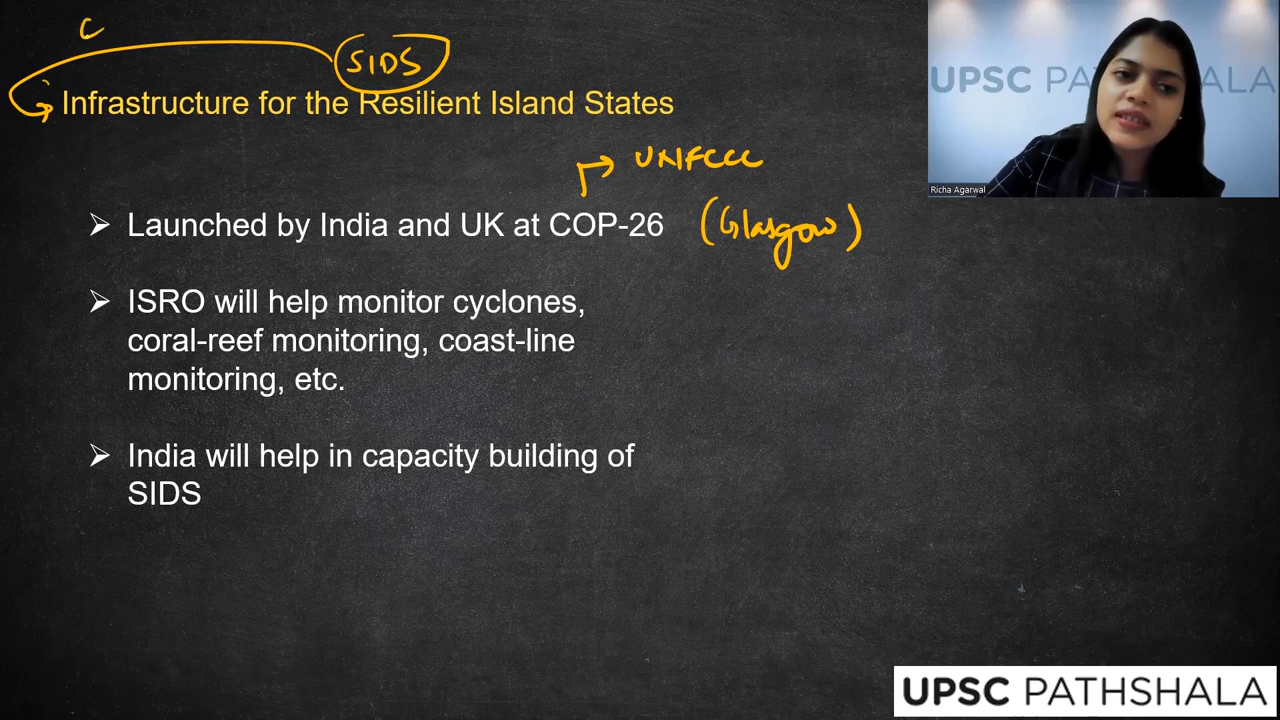 C
SIDS
Infrastructure for the Resilient Island States
UNFCCC
➢ Launched by India and UK at COP-26 (Glasgow)
➢ ISRO will help monitor cyclones,
coral-reef monitoring, coast-line
monitoring, etc.
➢ India will help in capacity building of
SIDS
UPSC PATHSHALA
Richa Agarwal
UPSC PATHSHALA